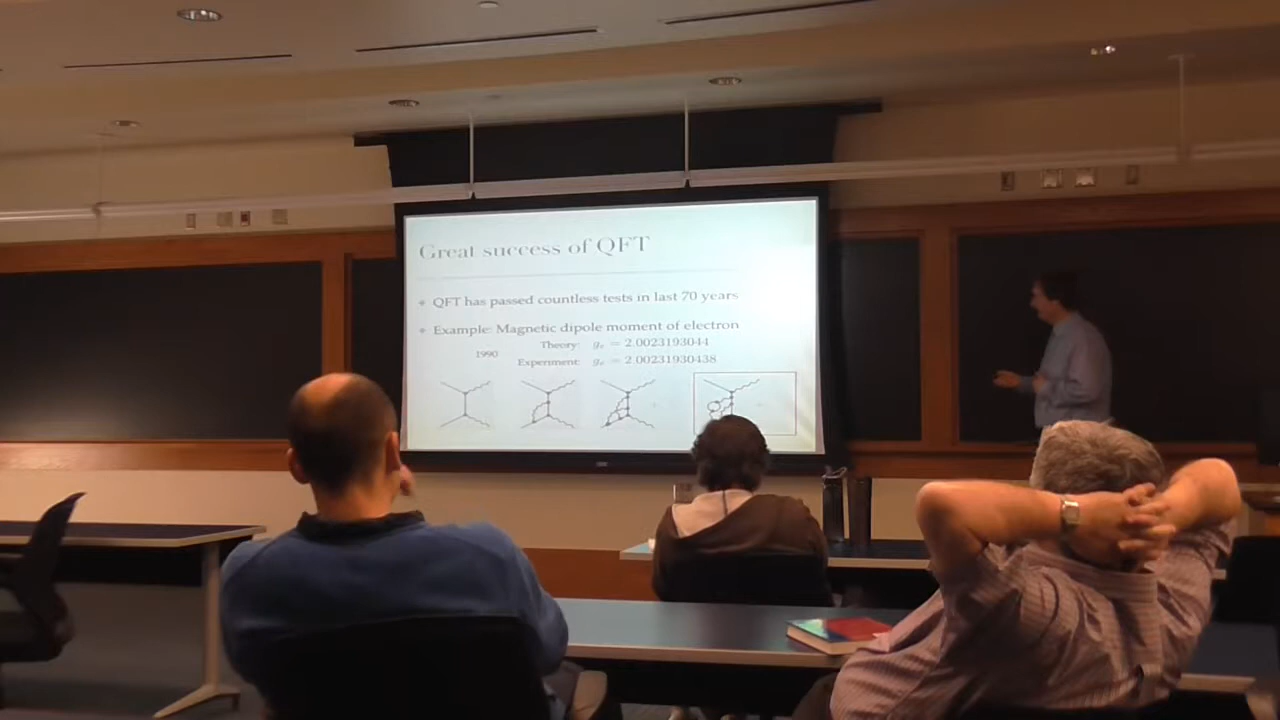 Great success of QFT
QFT has passed countless tests in last 70 years
Example: Magnetic dipole moment of electron
1990
Theory: gₑ = 2.0023193044
Experiment: gₑ = 2.00231930438